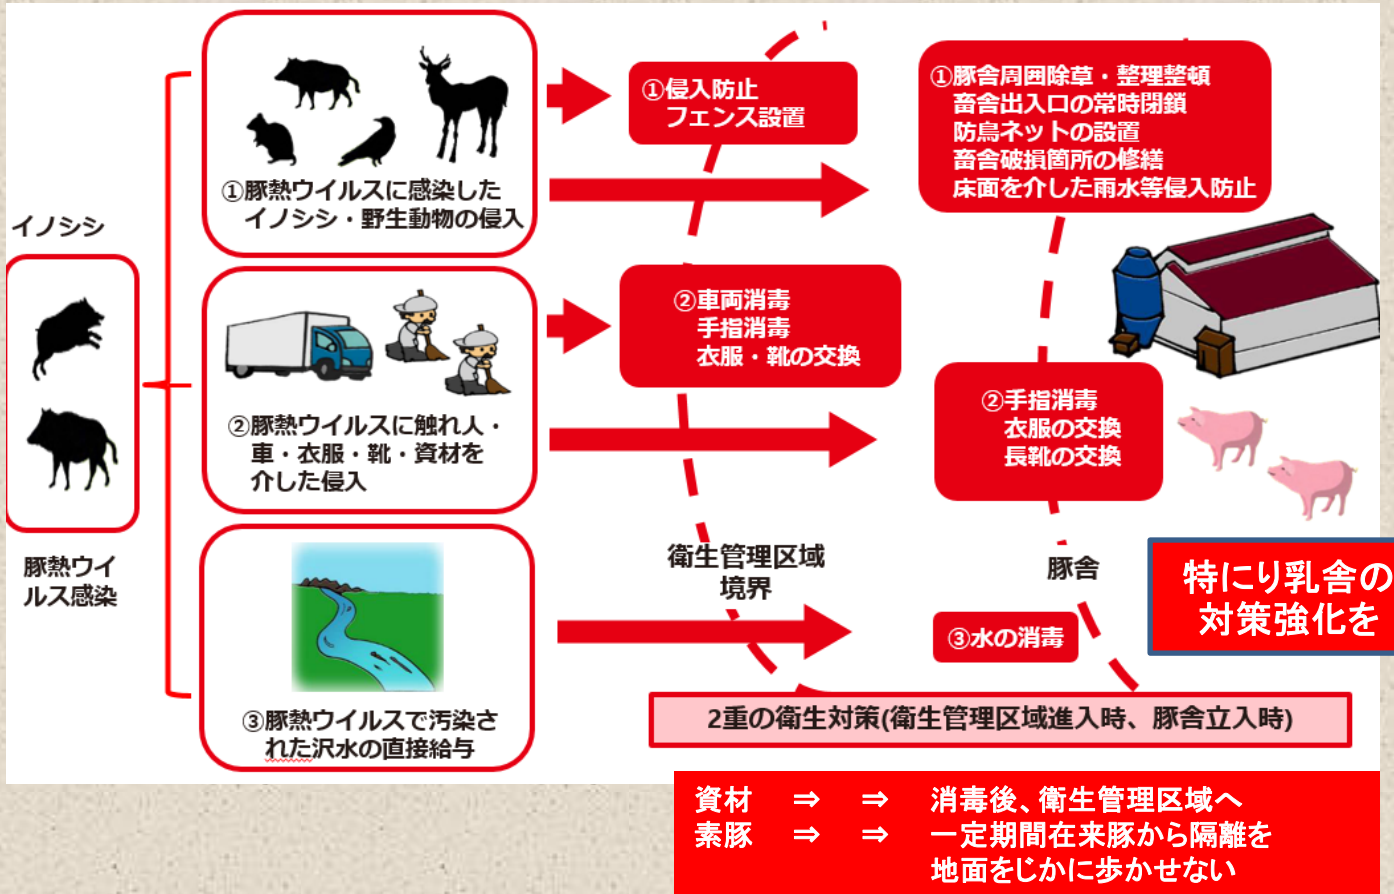 イノシシ
豚熱ウイ
ルス感染
①豚熱ウイルスに感染した
イノシシ・野生動物の侵入
②豚熱ウイルスに触れ人・
車・衣服・靴・資材を
介した侵入
③豚熱ウイルスで汚染さ
れた沢水の直接給与
①侵入防止
フェンス設置
②車両消毒
手指消毒
衣服・靴の交換
衛生管理区域
境界
①豚舎周囲除草・整理整頓
畜舎出入口の常時閉鎖
防鳥ネットの設置
畜舎破損箇所の修繕
床面を介した雨水等侵入防止
②手指消毒
衣服の交換
長靴の交換
豚舎
③水の消毒
特にり乳舎の
対策強化を
2重の衛生対策(衛生管理区域進入時、豚舎立入時)
資材 ⇒ ⇒ 消毒後、衛生管理区域へ
素豚 ⇒ ⇒ 一定期間在来豚から隔離を
地面をじかに歩かせない